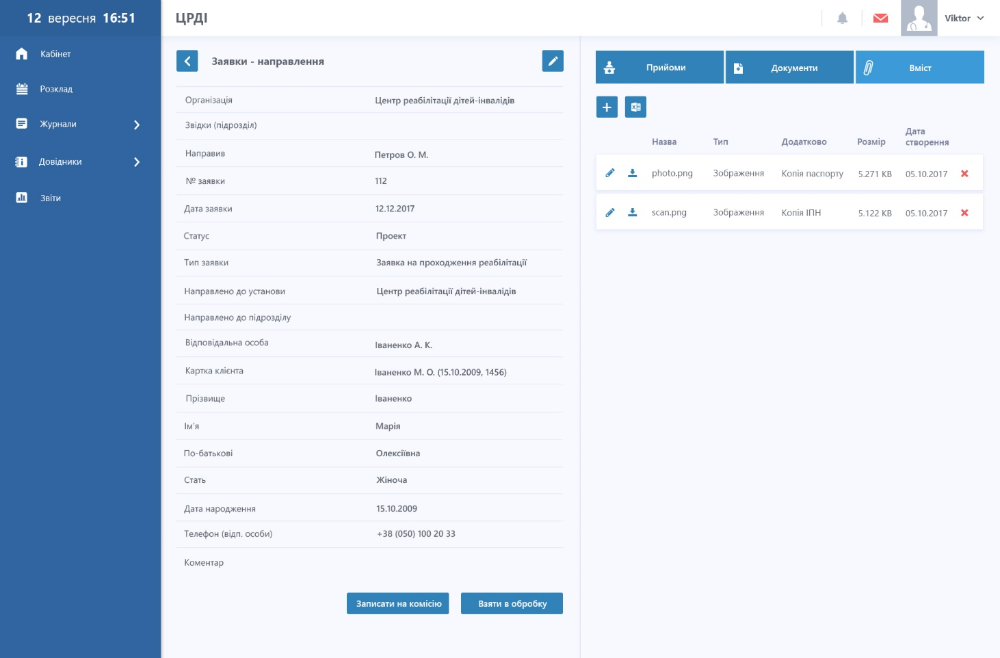 12 вересня 16:51
ЦРДІ
Viktor
Кабінет
Розклад
Журнали
Довідники
Звіти
Заявки - направлення
Організація Центр реабілітації дітей-інвалідів
Звідки (підрозділ)
Направив Петров О. М.
№ заявки 112
Дата заявки 12.12.2017
Статус Проект
Тип заявки Заявка на проходження реабілітації
Направлено до установи Центр реабілітації дітей-інвалідів
Направлено до підрозділу
Відповідальна особа Іваненко А. К.
Картка клієнта Іваненко М. О. (15.10.2009, 1456)
Прізвище Іваненко
Ім'я Марія
По-батькові Олексіївна
Стать Жіноча
Дата народження 15.10.2009
Телефон (відп. особи) +38 (050) 100 20 33
Коментар
Записати на комісію Взяти в обробку
Прийоми Документи Вміст
Назва Тип Додатково Розмір Дата створення
photo.png Зображення Копія паспорту 5.271 KB 05.10.2017
scan.png Зображення Копія ІПН 5.122 KB 05.10.2017